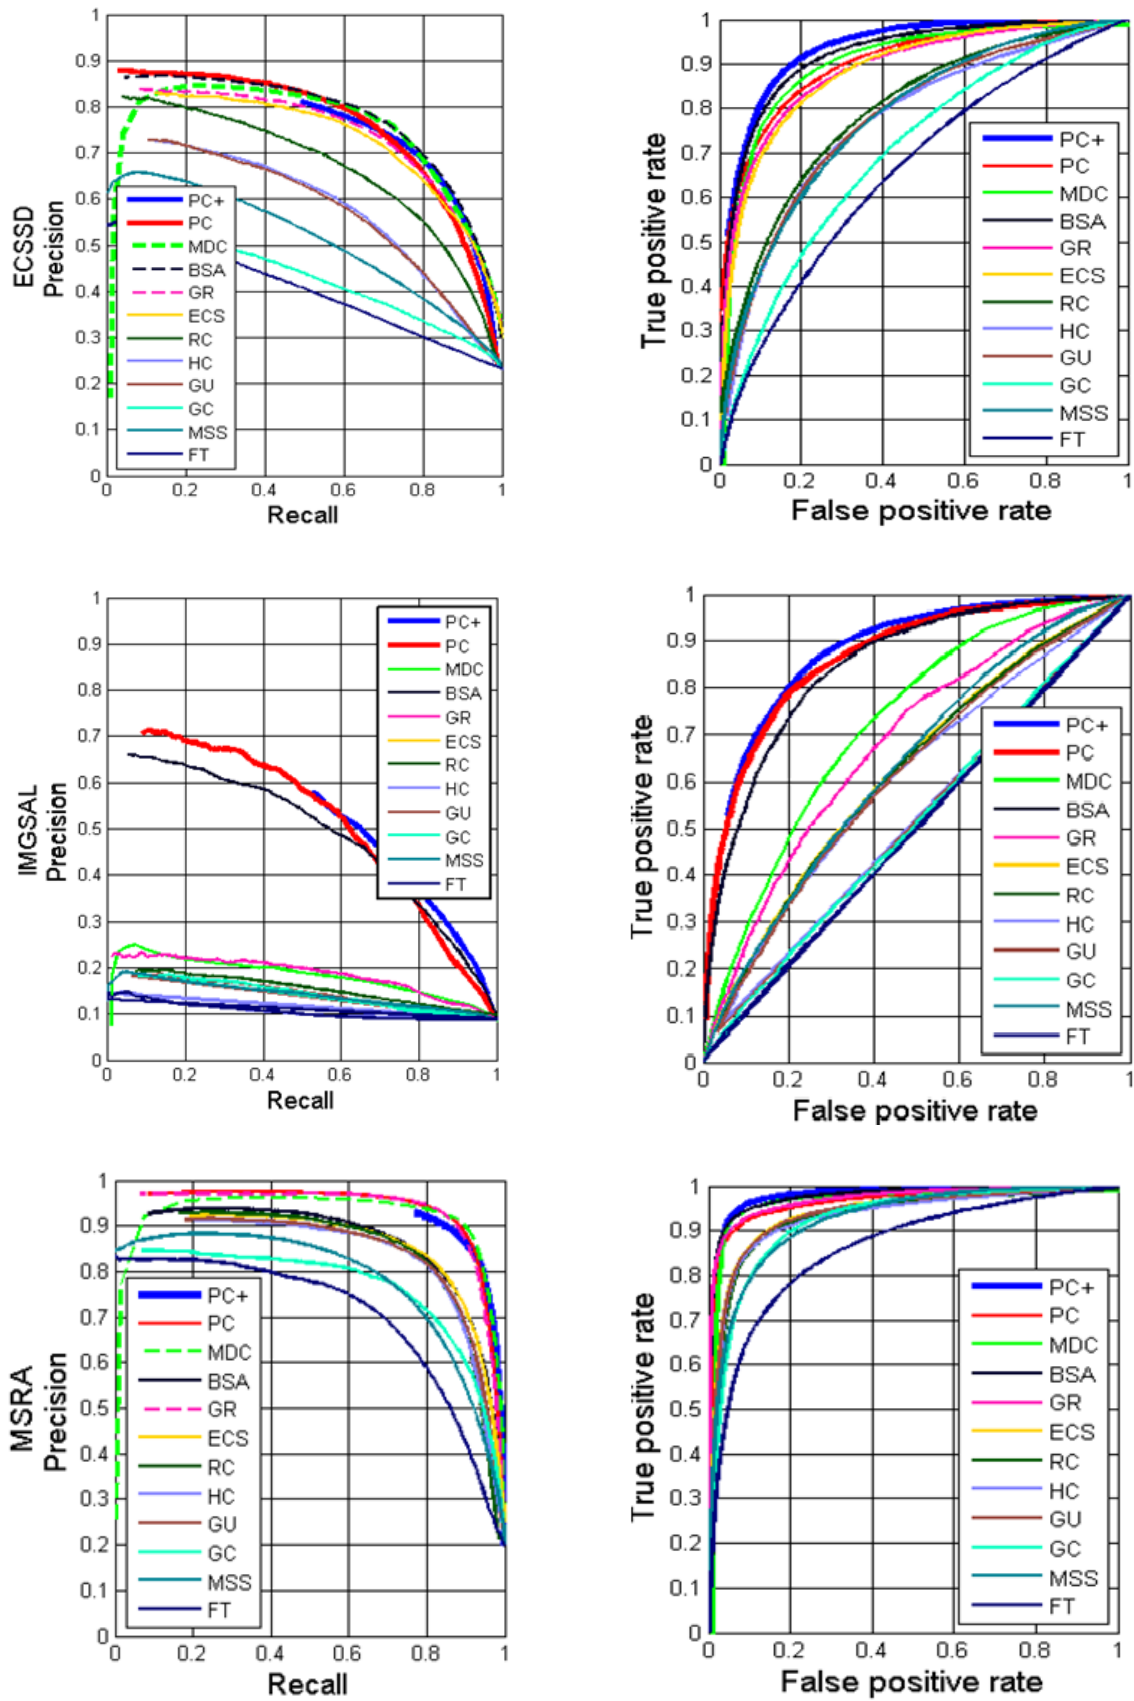 1
0.9
0.8
0.7
0.6
0.5
0.4
0.3
0.2
0.1
0
0 0.2 0.4 0.6 0.8 1
Recall
ECSSD
Precision
PC+
PC
MDC
BSA
GR
ECS
RC
HC
GU
GC
MSS
FT
1
0.9
0.8
0.7
0.6
0.5
0.4
0.3
0.2
0.1
0
0 0.2 0.4 0.6 0.8 1
False positive rate
True positive rate
PC+
PC
MDC
BSA
GR
ECS
RC
HC
GU
GC
MSS
FT
1
0.9
0.8
0.7
0.6
0.5
0.4
0.3
0.2
0.1
0
0 0.2 0.4 0.6 0.8 1
Recall
IMGSAL
Precision
PC+
PC
MDC
BSA
GR
ECS
RC
HC
GU
GC
MSS
FT
1
0.9
0.8
0.7
0.6
0.5
0.4
0.3
0.2
0.1
0
0 0.2 0.4 0.6 0.8 1
False positive rate
True positive rate
PC+
PC
MDC
BSA
GR
ECS
RC
HC
GU
GC
MSS
FT
1
0.9
0.8
0.7
0.6
0.5
0.4
0.3
0.2
0.1
0
0 0.2 0.4 0.6 0.8 1
Recall
MSRA
Precision
PC+
PC
MDC
BSA
GR
ECS
RC
HC
GU
GC
MSS
FT
1
0.9
0.8
0.7
0.6
0.5
0.4
0.3
0.2
0.1
0
0 0.2 0.4 0.6 0.8 1
False positive rate
True positive rate
PC+
PC
MDC
BSA
GR
ECS
RC
HC
GU
GC
MSS
FT